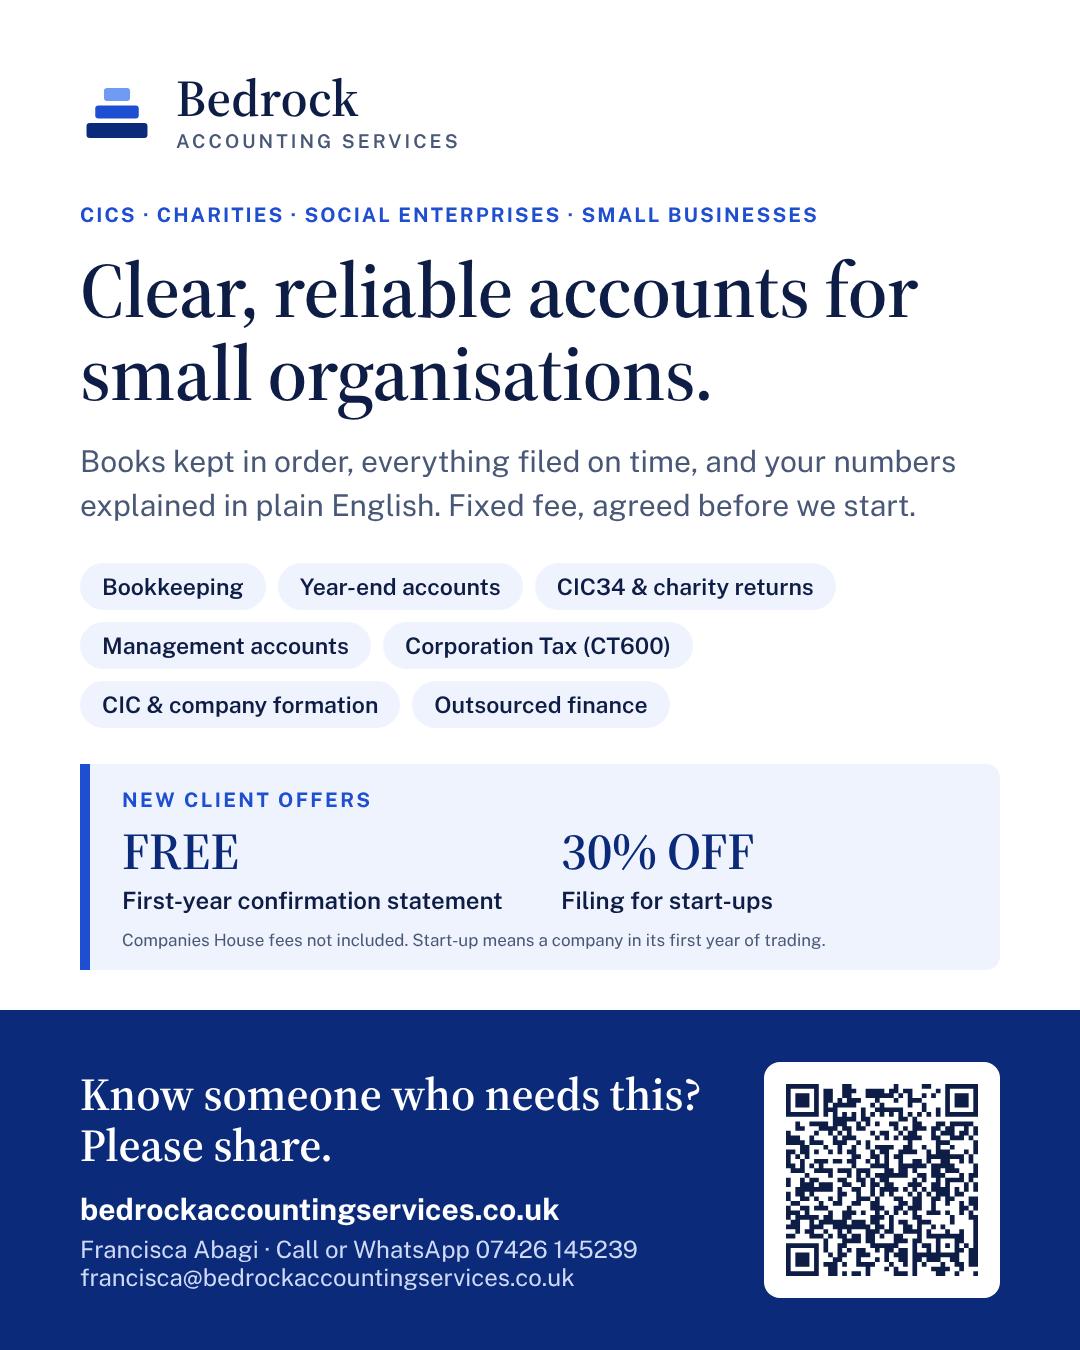 Bedrock
ACCOUNTING SERVICES
CICS · CHARITIES · SOCIAL ENTERPRISES · SMALL BUSINESSES
Clear, reliable accounts for
small organisations.
Books kept in order, everything filed on time, and your numbers
explained in plain English. Fixed fee, agreed before we start.
Bookkeeping Year-end accounts CIC34 & charity returns
Management accounts Corporation Tax (CT600)
CIC & company formation Outsourced finance
NEW CLIENT OFFERS
FREE 30% OFF
First-year confirmation statement Filing for start-ups
Companies House fees not included. Start-up means a company in its first year of trading.
Know someone who needs this?
Please share.
bedrockaccountingservices.co.uk
Francisca Abagi · Call or WhatsApp 07426 145239
francisca@bedrockaccountingservices.co.uk